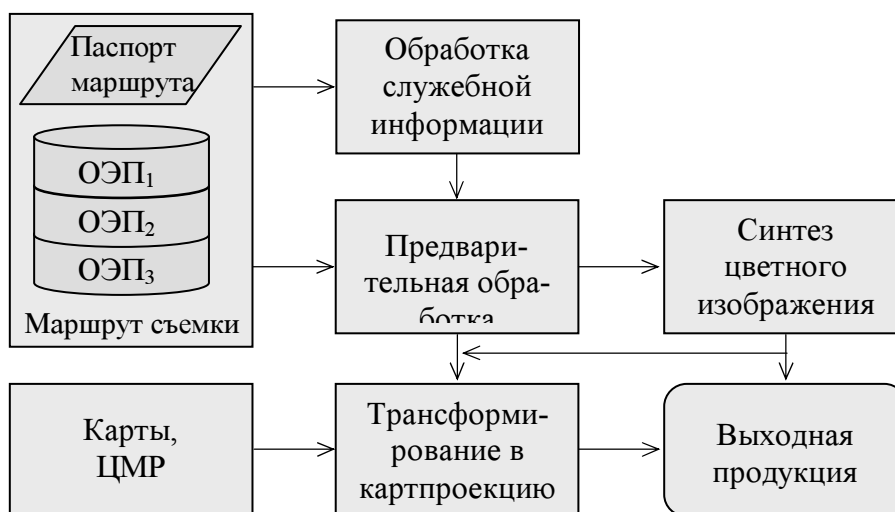 Паспорт
маршрута
ОЭП1
ОЭП2
ОЭП3
Маршрут съемки
Обработка
служебной
информации
Предвари-
тельная обра-
ботка
Синтез
цветного
изображения
Карты,
ЦМР
Трансформи-
рование в
картпроекцию
Выходная
продукция